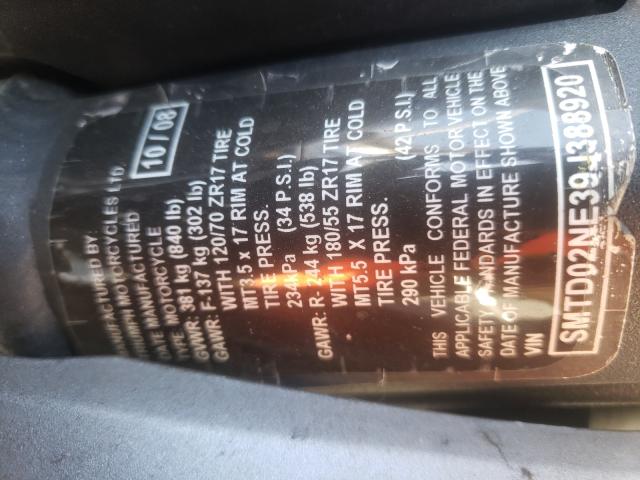 FACTURED BY:
MOTORCYCLES LTD.
DATE MANUFACTURED
10 / 08
TYPE: MOTORCYCLE
GVWR: 381 kg (840 lb)
GAWR: F-137 kg (302 lb)
WITH 120/70 ZR17 TIRE
MT3.5 x 17 RIM AT COLD
TIRE PRESS.
234kPa (34 P.S.I.)
GAWR: R- 244 kg (538 lb)
WITH 180/55 ZR17 TIRE
MT5.5 X 17 RIM AT COLD
TIRE PRESS.
290 kPa (42 P.S.I.)
THIS VEHICLE CONFORMS TO ALL
APPLICABLE FEDERAL MOTOR VEHICLE
SAFETY STANDARDS IN EFFECT ON THE
DATE OF MANUFACTURE SHOWN ABOVE
VIN SMTD02NE39J388920